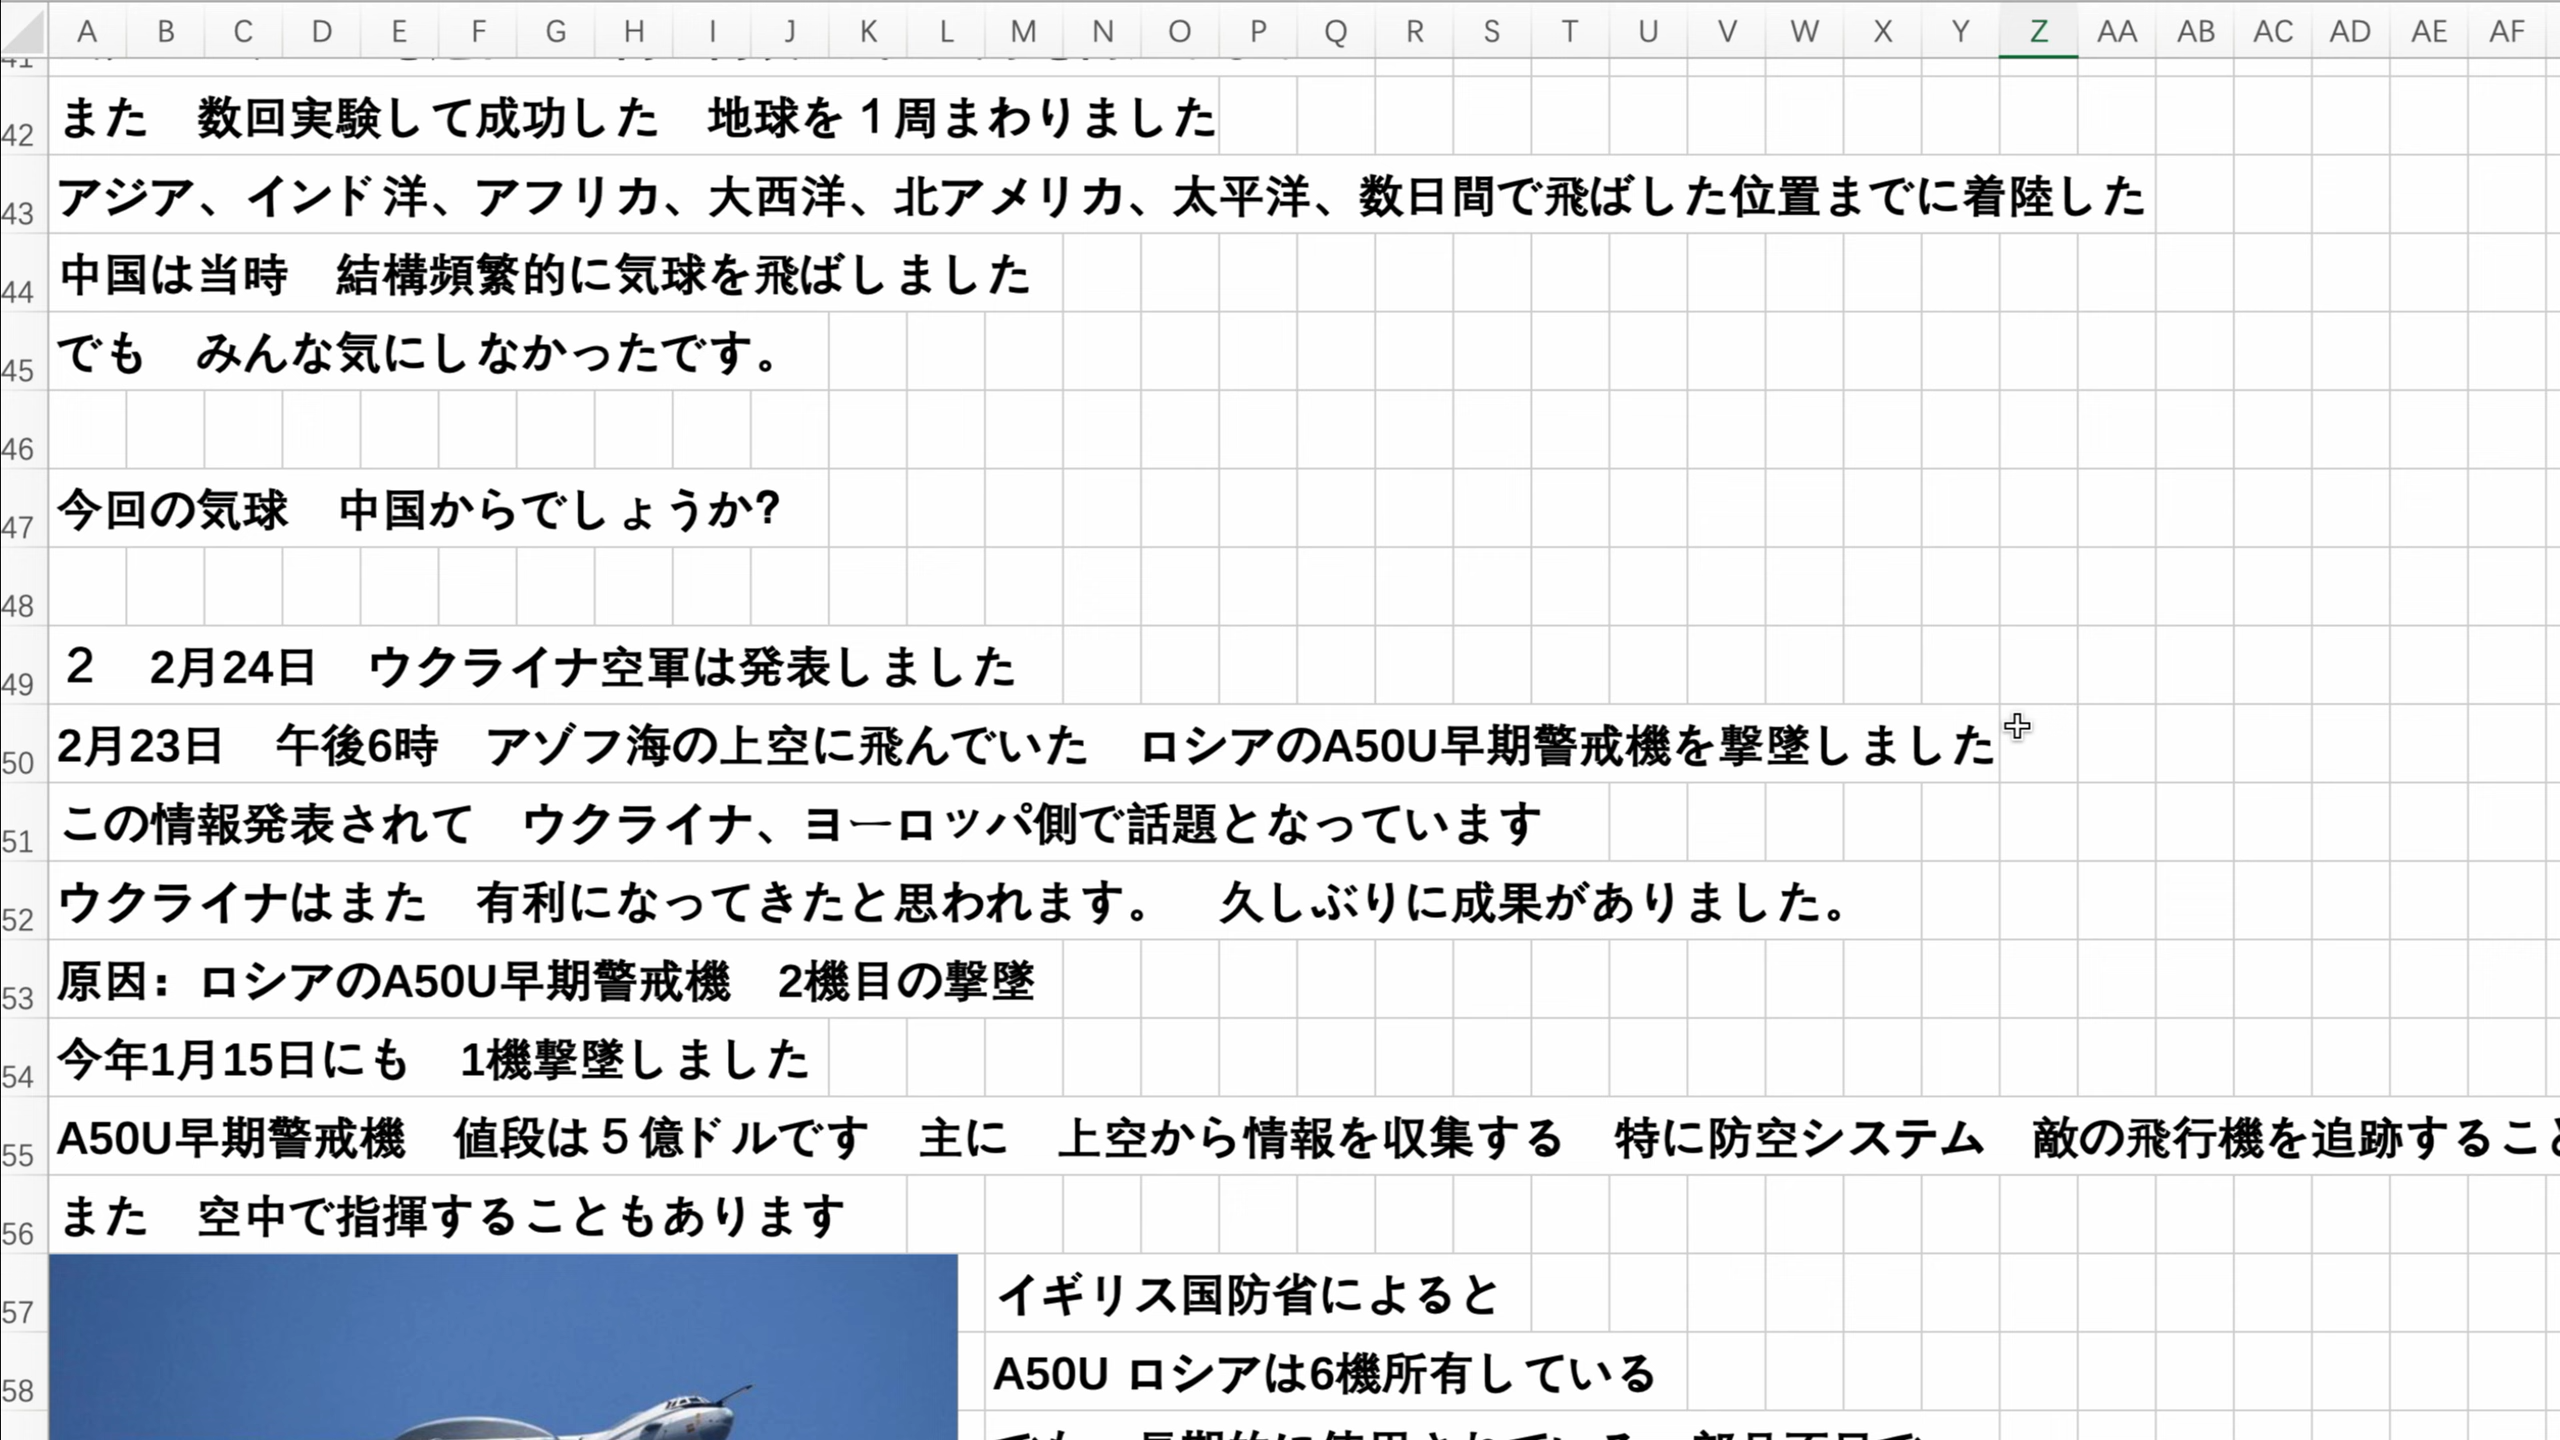 A B C D E F G H I J K L M N O P Q R S T U V W X Y Z AA AB AC AD AE AF
41
42 また　数回実験して成功した　地球を１周まわりました
43 アジア、インド洋、アフリカ、大西洋、北アメリカ、太平洋、数日間で飛ばした位置までに着陸した
44 中国は当時　結構頻繁的に気球を飛ばしました
45 でも　みんな気にしなかったです。
46
47 今回の気球　中国からでしょうか?
48
49 ２　2月24日　ウクライナ空軍は発表しました
50 2月23日　午後6時　アゾフ海の上空に飛んでいた　ロシアのA50U早期警戒機を撃墜しました
51 この情報発表されて　ウクライナ、ヨーロッパ側で話題となっています
52 ウクライナはまた　有利になってきたと思われます。　久しぶりに成果がありました。
53 原因：ロシアのA50U早期警戒機　2機目の撃墜
54 今年1月15日にも　1機撃墜しました
55 A50U早期警戒機　値段は５億ドルです　主に　上空から情報を収集する　特に防空システム　敵の飛行機を追跡すること
56 また　空中で指揮することもあります
57 イギリス国防省によると
58 A50U ロシアは6機所有している